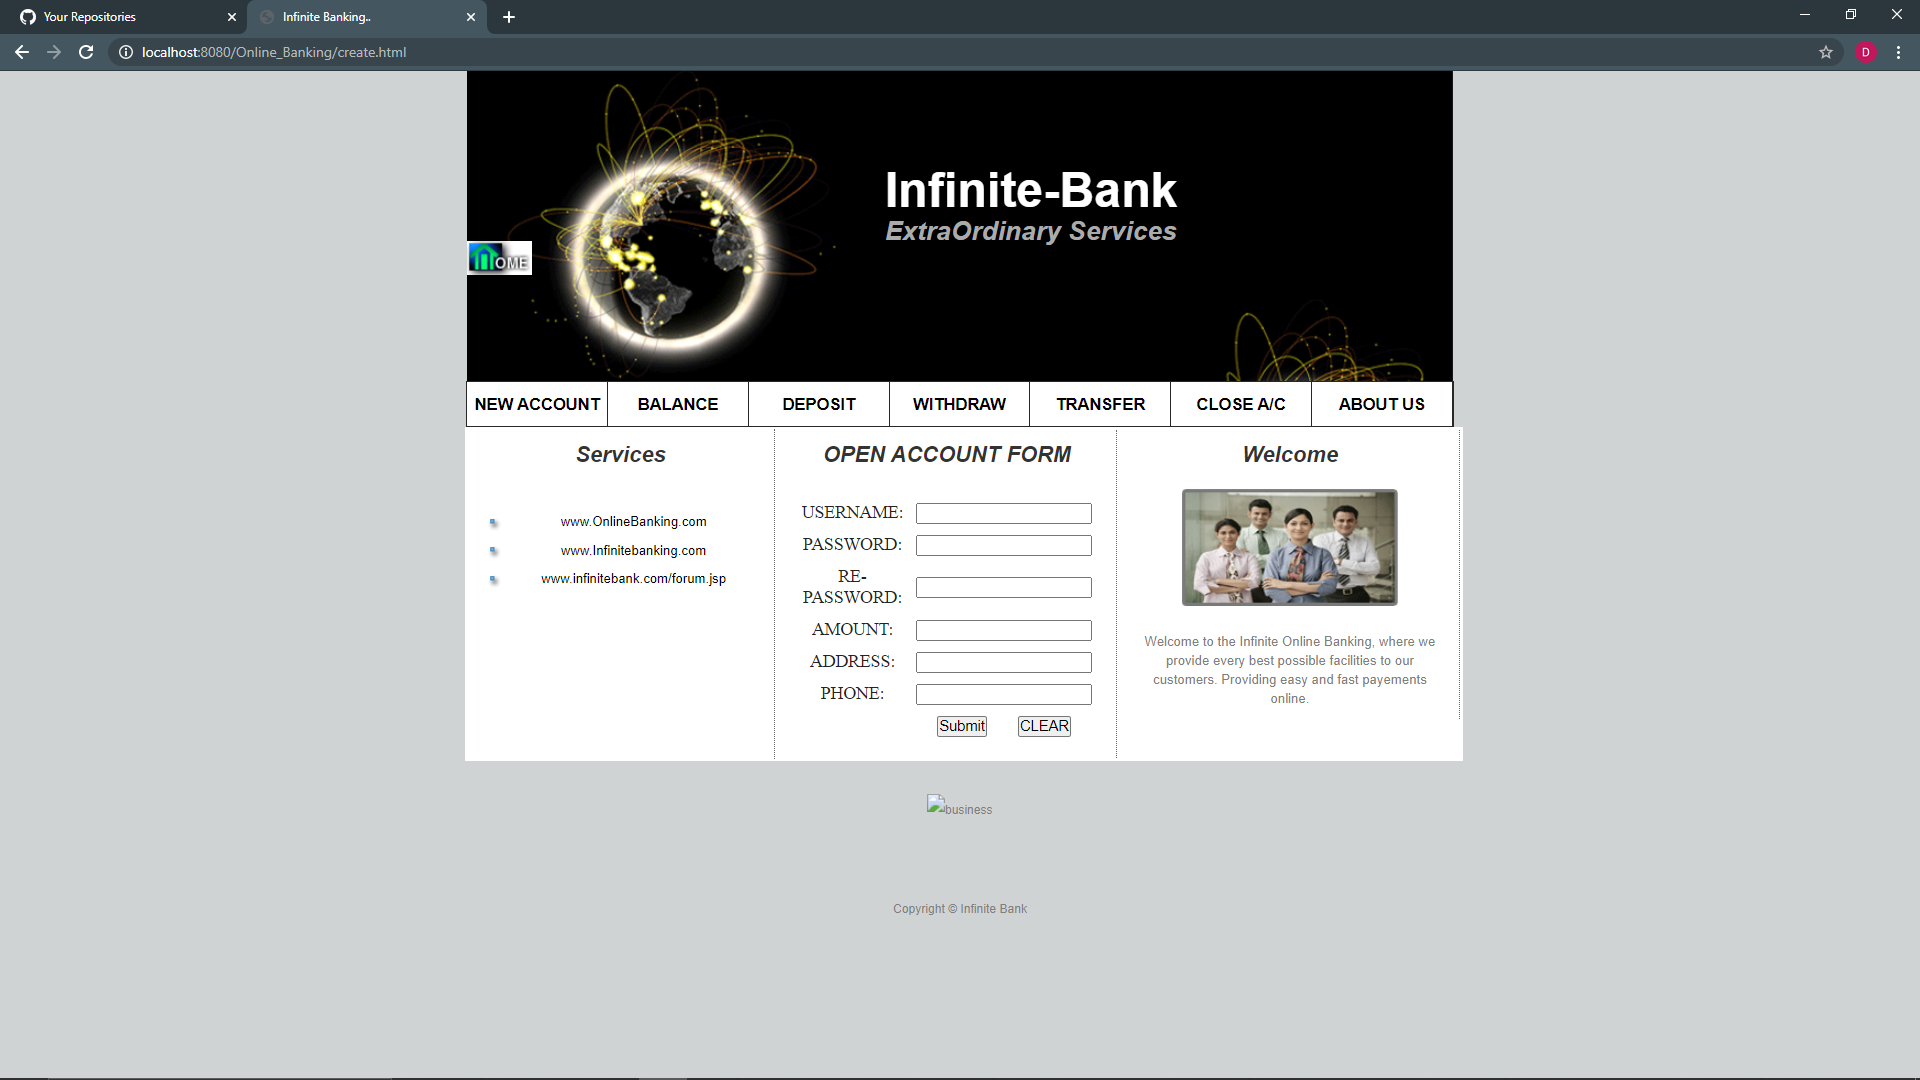 Your Repositories
Infinite Banking..
localhost:8080/Online_Banking/create.html
D
Infinite-Bank
ExtraOrdinary Services
OME
NEW ACCOUNT BALANCE DEPOSIT WITHDRAW TRANSFER CLOSE A/C ABOUT US
Services
www.OnlineBanking.com
www.Infinitebanking.com
www.infinitebank.com/forum.jsp
OPEN ACCOUNT FORM
USERNAME:
PASSWORD:
RE-
PASSWORD:
AMOUNT:
ADDRESS:
PHONE:
Submit CLEAR
Welcome
Welcome to the Infinite Online Banking, where we
provide every best possible facilities to our
customers. Providing easy and fast payements
online.
business
Copyright © Infinite Bank